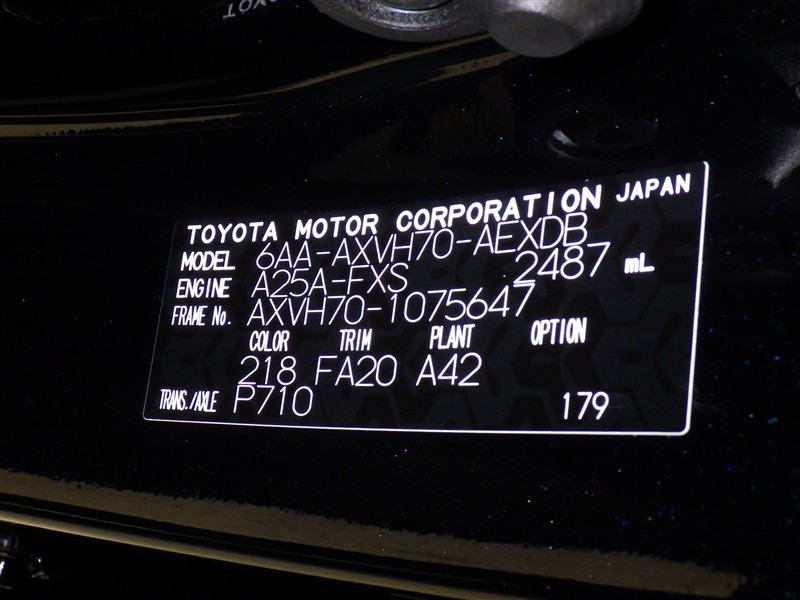 TOYOTA MOTOR CORPORATION JAPAN
MODEL 6AA-AXVH70-AEXDB
ENGINE A25A-FXS 2487 mL
FRAME No. AXVH70-1075647
COLOR TRIM PLANT OPTION
218 FA20 A42
TRANS./AXLE P710 179